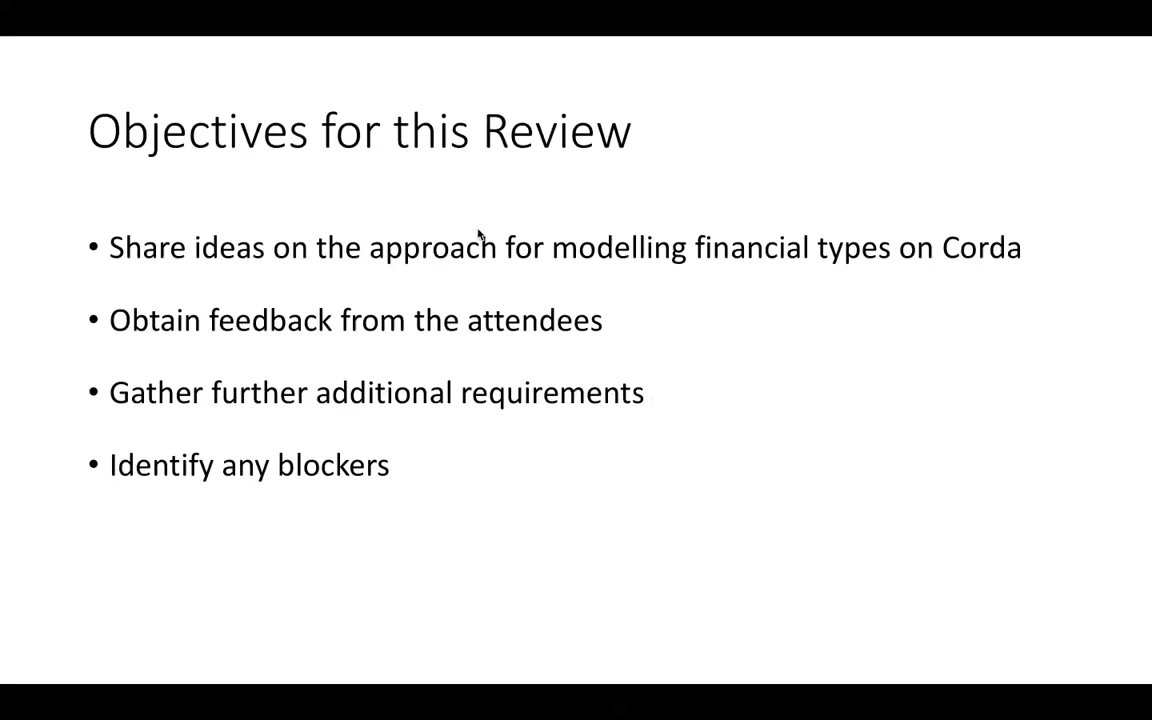 Objectives for this Review
• Share ideas on the approach for modelling financial types on Corda
• Obtain feedback from the attendees
• Gather further additional requirements
• Identify any blockers